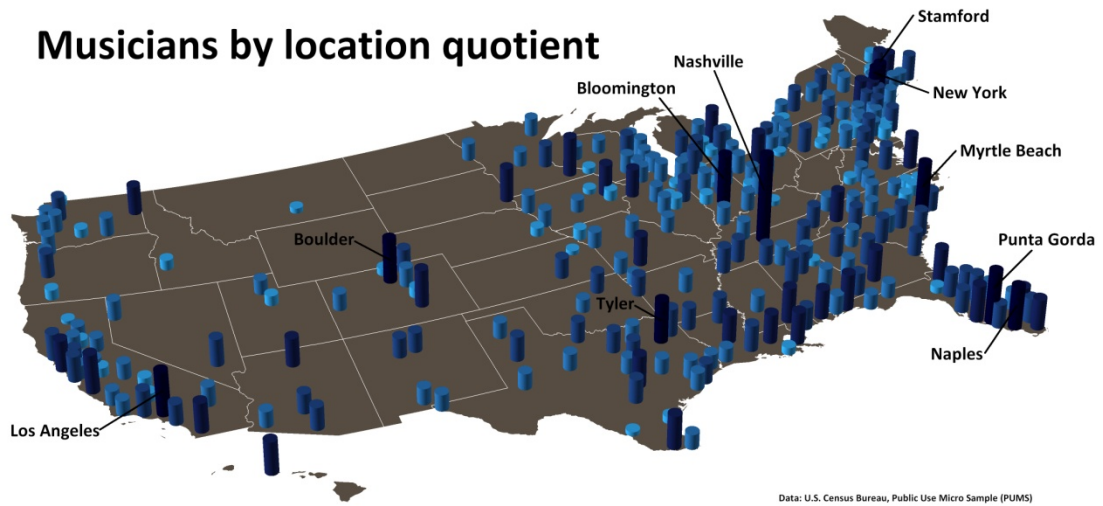 Musicians by location quotient
Stamford
Nashville
Bloomington
New York
Myrtle Beach
Boulder
Punta Gorda
Tyler
Naples
Los Angeles
Data: U.S. Census Bureau, Public Use Micro Sample (PUMS)